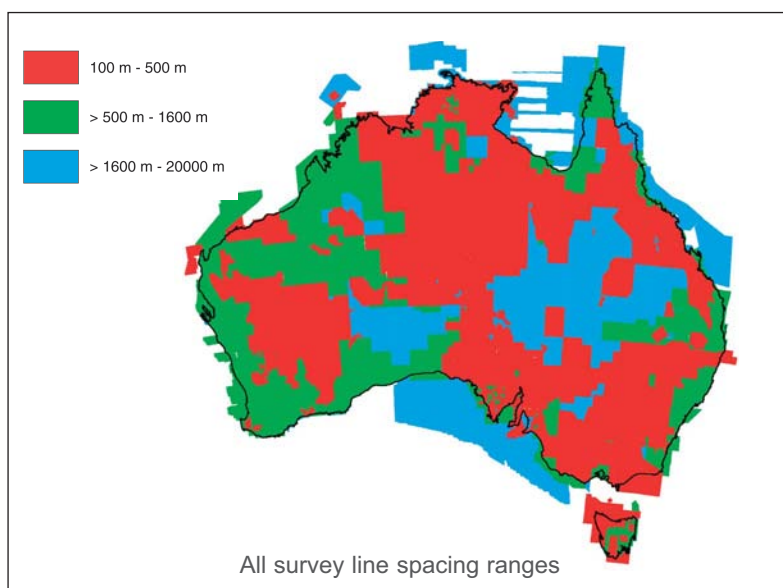 100 m - 500 m
> 500 m - 1600 m
> 1600 m - 20000 m
All survey line spacing ranges